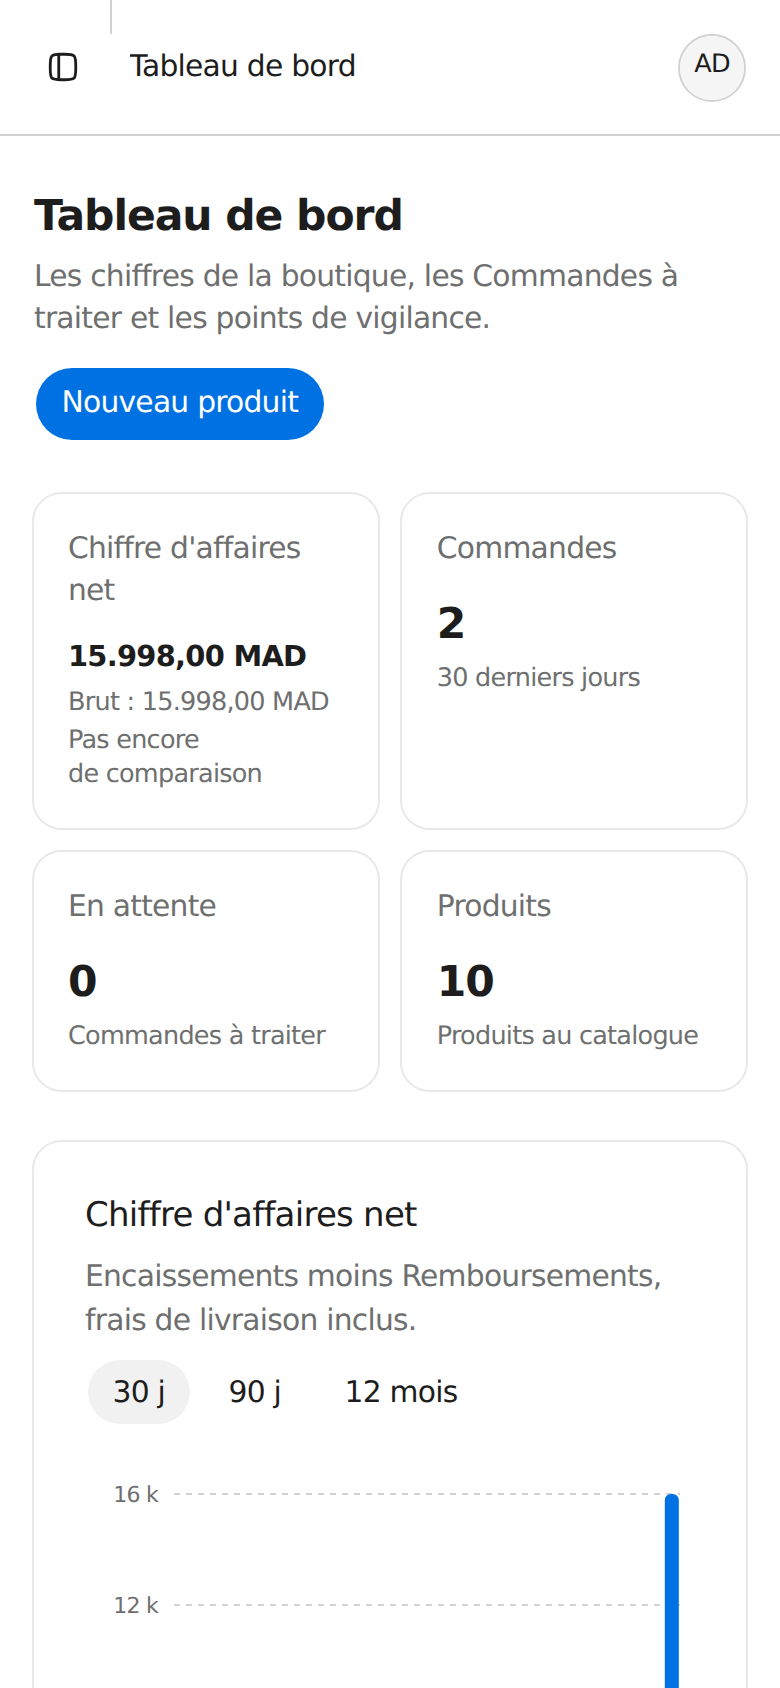 Tableau de bord
AD
Tableau de bord
Les chiffres de la boutique, les Commandes à
traiter et les points de vigilance.
Nouveau produit
Chiffre d'affaires
net
15.998,00 MAD
Brut : 15.998,00 MAD
Pas encore
de comparaison
Commandes
2
30 derniers jours
En attente
0
Commandes à traiter
Produits
10
Produits au catalogue
Chiffre d'affaires net
Encaissements moins Remboursements,
frais de livraison inclus.
30 j 90 j 12 mois
16 k
12 k